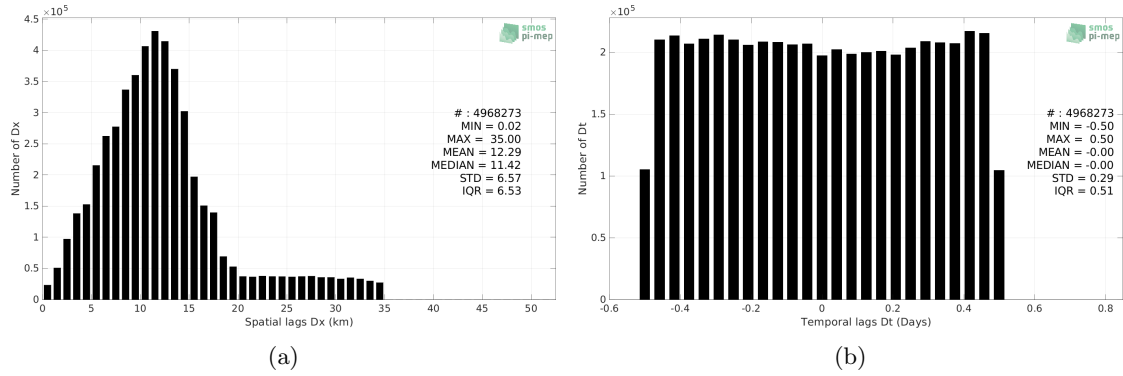 ×10^5
4.5
4
3.5
3
2.5
2
1.5
1
0.5
0
Number of Dx
smos
pi-mep
# : 4968273
MIN = 0.02
MAX = 35.00
MEAN = 12.29
MEDIAN = 11.42
STD = 6.57
IQR = 6.53
0 5 10 15 20 25 30 35 40 45 50
Spatial lags Dx (km)
(a)
×10^5
2
1.5
1
0.5
0
Number of Dt
smos
pi-mep
# : 4968273
MIN = -0.50
MAX = 0.50
MEAN = -0.00
MEDIAN = -0.00
STD = 0.29
IQR = 0.51
-0.6 -0.4 -0.2 0 0.2 0.4 0.6 0.8
Temporal lags Dt (Days)
(b)